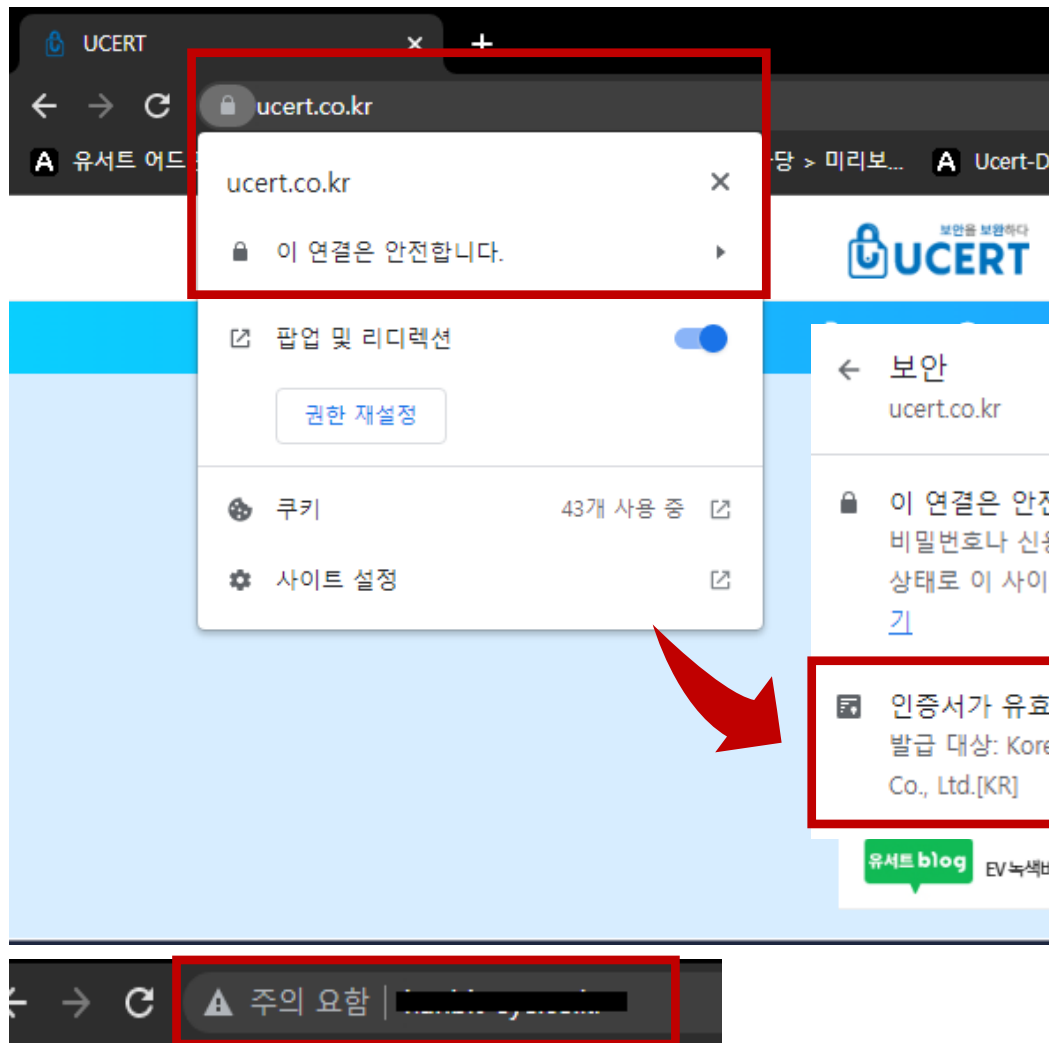 UCERT
ucert.co.kr
유서트 어드
당 > 미리보...
Ucert-D
ucert.co.kr
이 연결은 안전합니다.
보안을 보완하다
UCERT
팝업 및 리디렉션
권한 재설정
쿠키 43개 사용 중
사이트 설정
보안
ucert.co.kr
이 연결은 안전
비밀번호나 신용
상태로 이 사이
기
인증서가 유효
발급 대상: Kore
Co., Ltd.[KR]
유서트 blog
EV녹색바
주의 요함